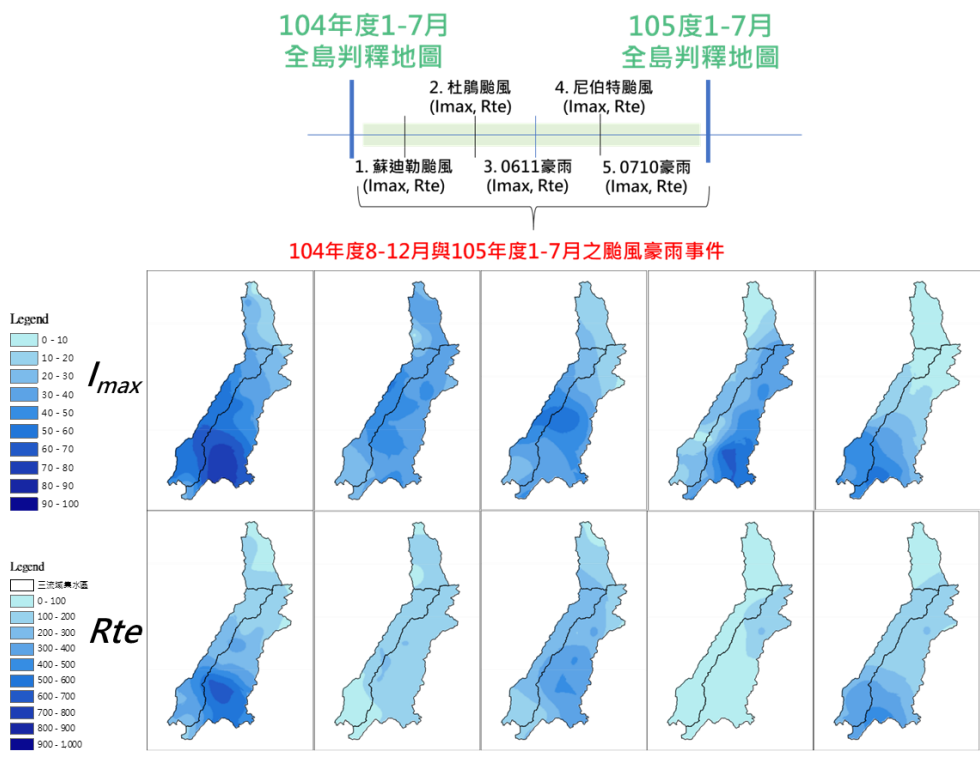 104年度1-7月
全島判釋地圖
105度1-7月
全島判釋地圖
2. 杜鵑颱風
(Imax, Rte)
4. 尼伯特颱風
(Imax, Rte)
1. 蘇迪勒颱風
(Imax, Rte)
3. 0611豪雨
(Imax, Rte)
5. 0710豪雨
(Imax, Rte)
104年度8-12月與105年度1-7月之颱風豪雨事件
Legend
0 - 10
10 - 20
20 - 30
30 - 40
40 - 50
50 - 60
60 - 70
70 - 80
80 - 90
90 - 100
Imax
Legend
三流域集水區
0 - 100
100 - 200
200 - 300
300 - 400
400 - 500
500 - 600
600 - 700
700 - 800
800 - 900
900 - 1,000
Rte